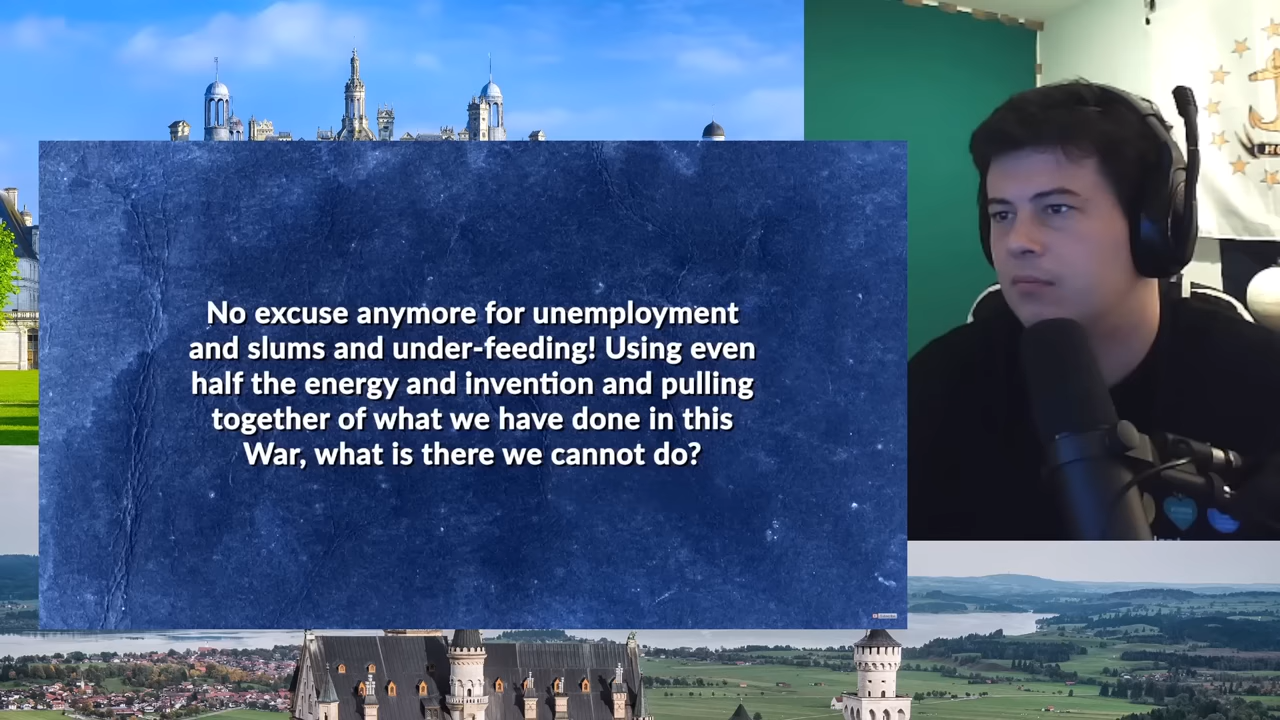 No excuse anymore for unemployment
and slums and under-feeding! Using even
half the energy and invention and pulling
together of what we have done in this
War, what is there we cannot do?